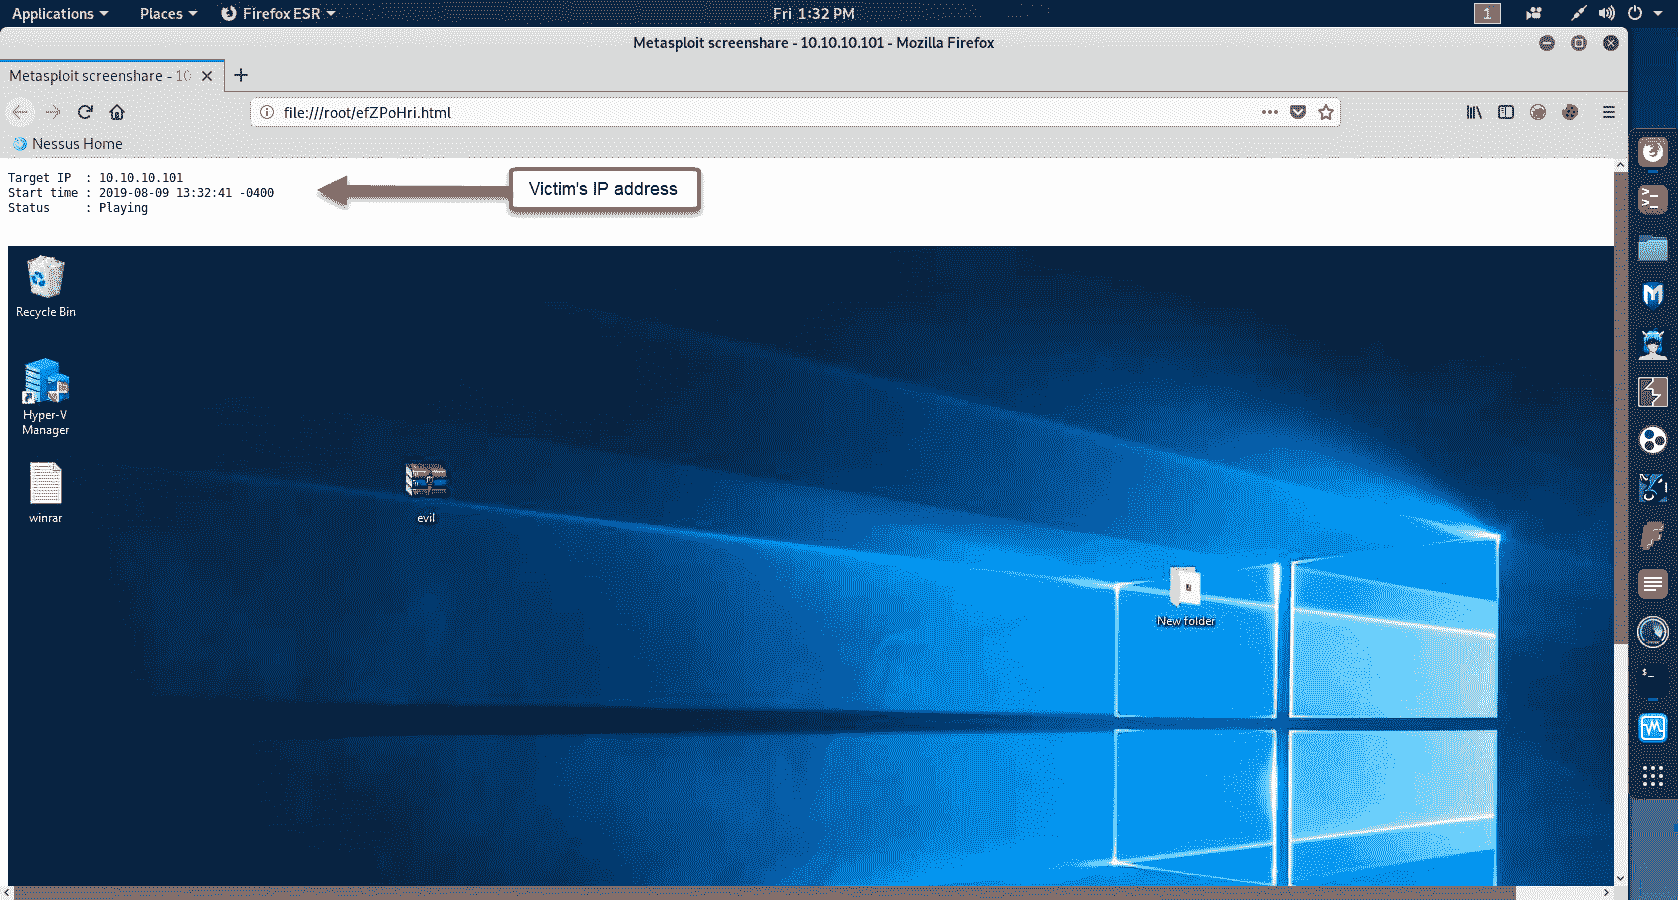 Applications Places Firefox ESR Fri 1:32 PM 1
Metasploit screenshare - 10.10.10.101 - Mozilla Firefox
Metasploit screenshare - 10
file:///root/efZPoHri.html
Nessus Home
Target IP : 10.10.10.101
Start time : 2019-08-09 13:32:41 -0400
Status : Playing
Victim's IP address
Recycle Bin
Hyper-V
Manager
winrar
evil
New folder